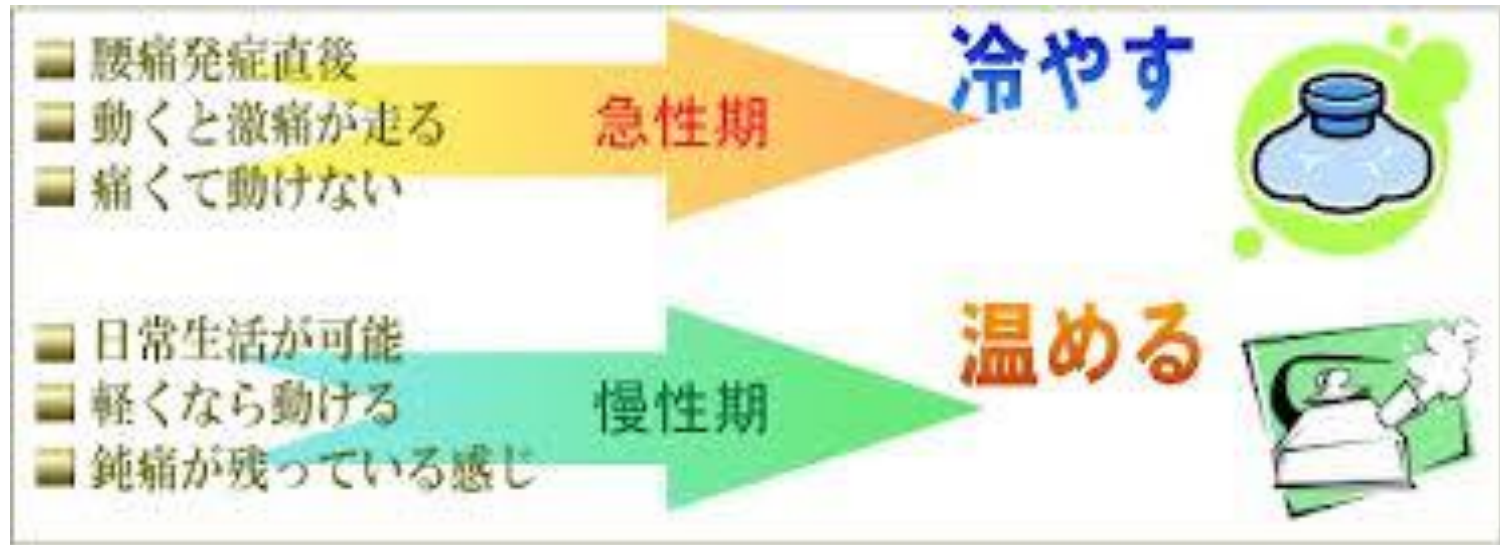 腰痛発症直後
動くと激痛が走る
痛くて動けない
急性期
冷やす
日常生活が可能
軽くなら動ける
鈍痛が残っている感じ
慢性期
温める